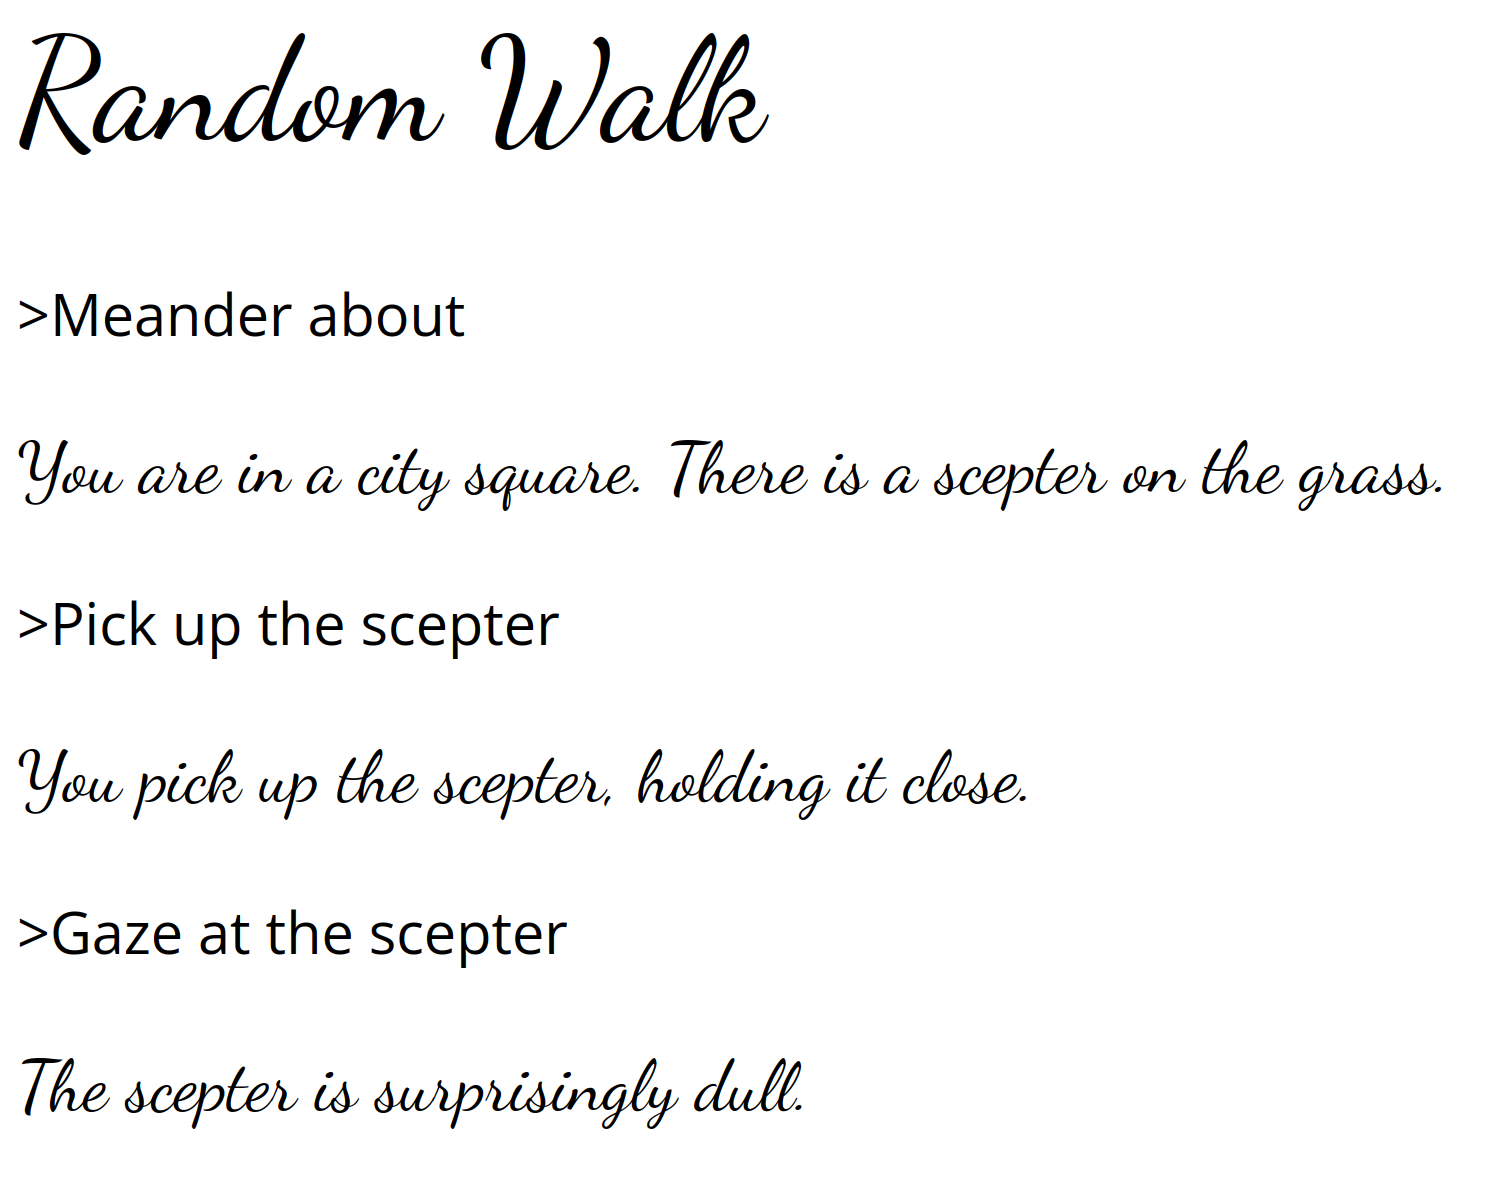 Random Walk
>Meander about
You are in a city square. There is a scepter on the grass.
>Pick up the scepter
You pick up the scepter, holding it close.
>Gaze at the scepter
The scepter is surprisingly dull.